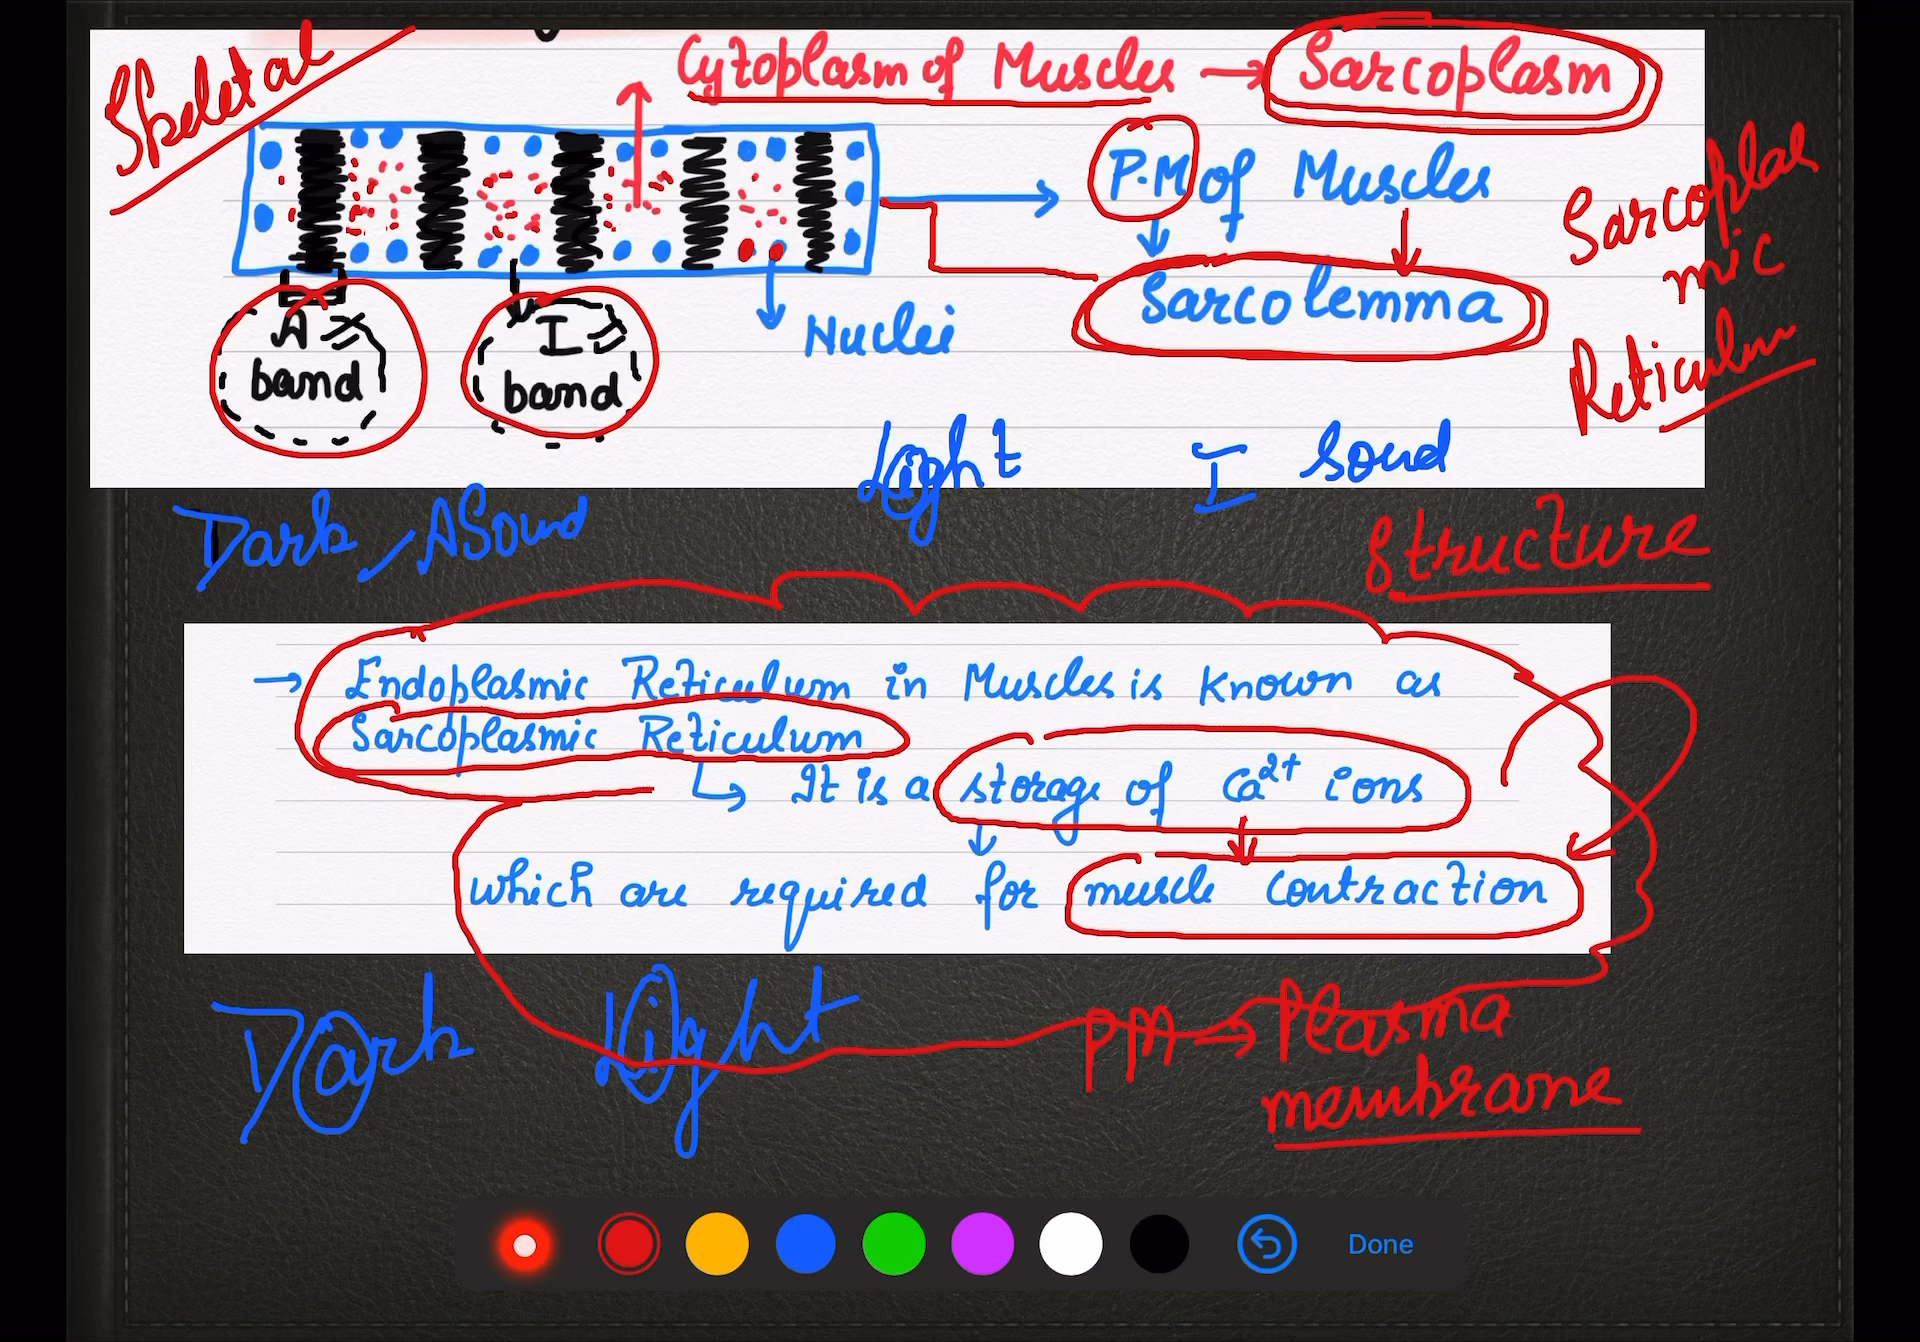 Skeletal
Cytoplasm of Muscles → Sarcoplasm
P.M of Muscles
Sarcolemma
Nuclei
A band
I band
Sarcoplasmic
Reticulum
Light I Sound
Dark ASound
Structure
→ Endoplasmic Reticulum in Muscles is known as
Sarcoplasmic Reticulum
It is a storage of Ca²⁺ ions
which are required for muscle contraction
Dark Light
PM → Plasma
membrane
Done